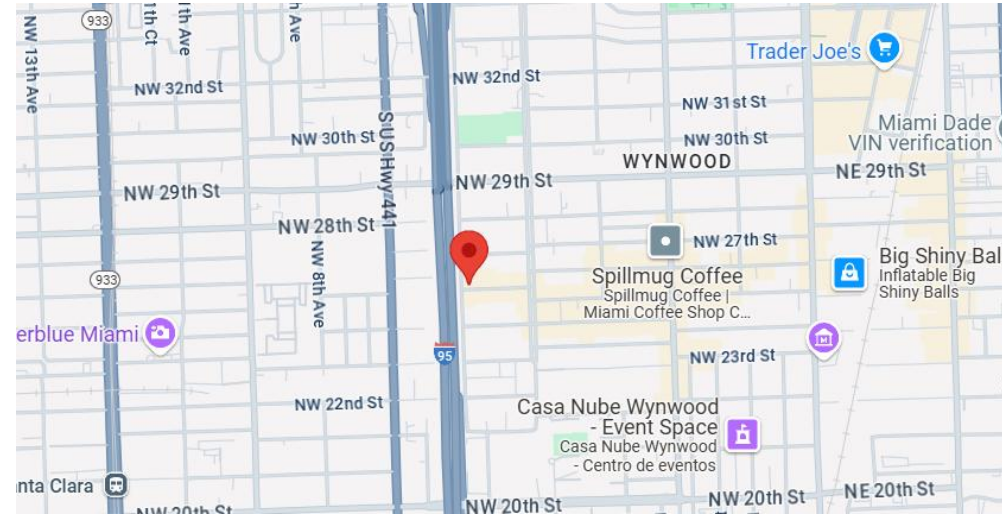 933
NW 13th Ave
1th Ct
1th Ave
h Ave
Trader Joe's
NW 32nd St
NW 32nd St
S US Hwy 441
NW 31st St
NW 30th St
NW 30th St
Miami Dade
VIN verification
WYNWOOD
NW 29th St
NW 29th St
NE 29th St
NW 28th St
NW 8th Ave
NW 27th St
Spillmug Coffee
Spillmug Coffee |
Miami Coffee Shop C...
Big Shiny Bal
Inflatable Big
Shiny Balls
933
erblue Miami
95
NW 23rd St
NW 22nd St
Casa Nube Wynwood
- Event Space
Casa Nube Wynwood
- Centro de eventos
nta Clara
NW 20th St
NW 20th St
NW 20th St
NE 20th St